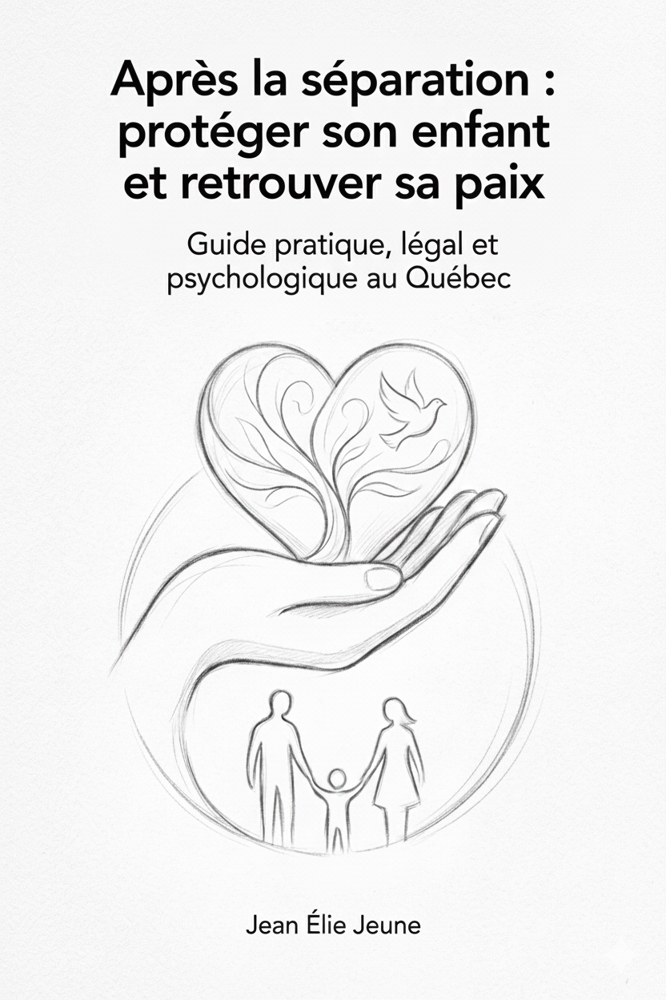 Après la séparation :
protéger son enfant
et retrouver sa paix
Guide pratique, légal et
psychologique au Québec
Jean Élie Jeune